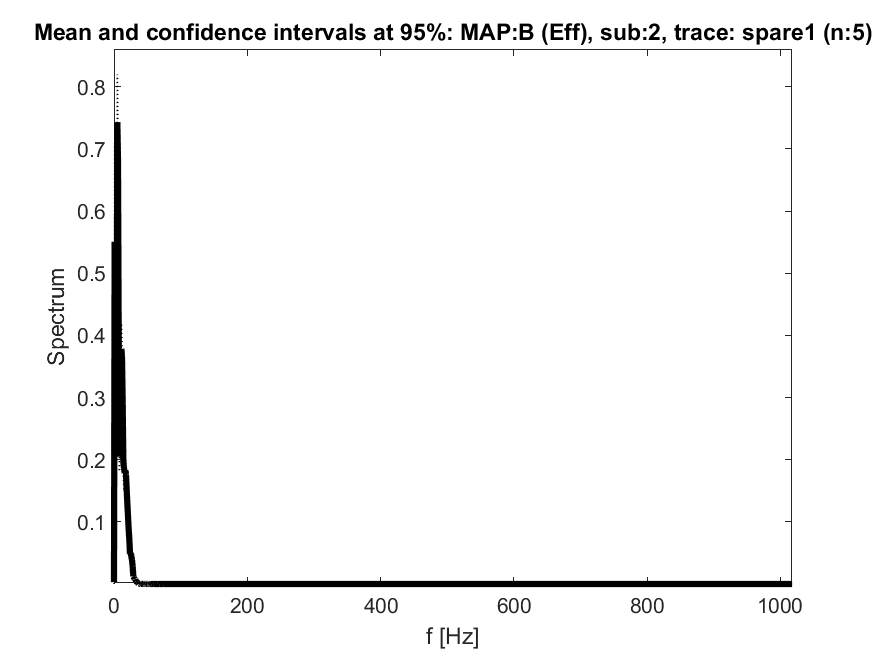 Mean and confidence intervals at 95%: MAP:B (Eff), sub:2, trace: spare1 (n:5)
0.8
0.7
0.6
0.5
0.4
0.3
0.2
0.1
Spectrum
0 200 400 600 800 1000
f [Hz]